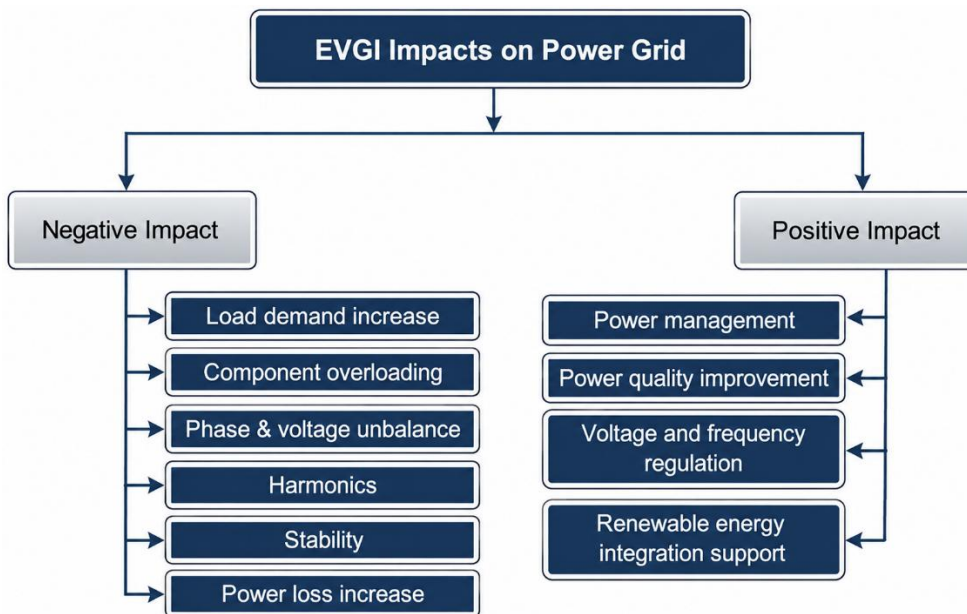 EVGI Impacts on Power Grid
Negative Impact
Load demand increase
Component overloading
Phase & voltage unbalance
Harmonics
Stability
Power loss increase
Positive Impact
Power management
Power quality improvement
Voltage and frequency
regulation
Renewable energy
integration support